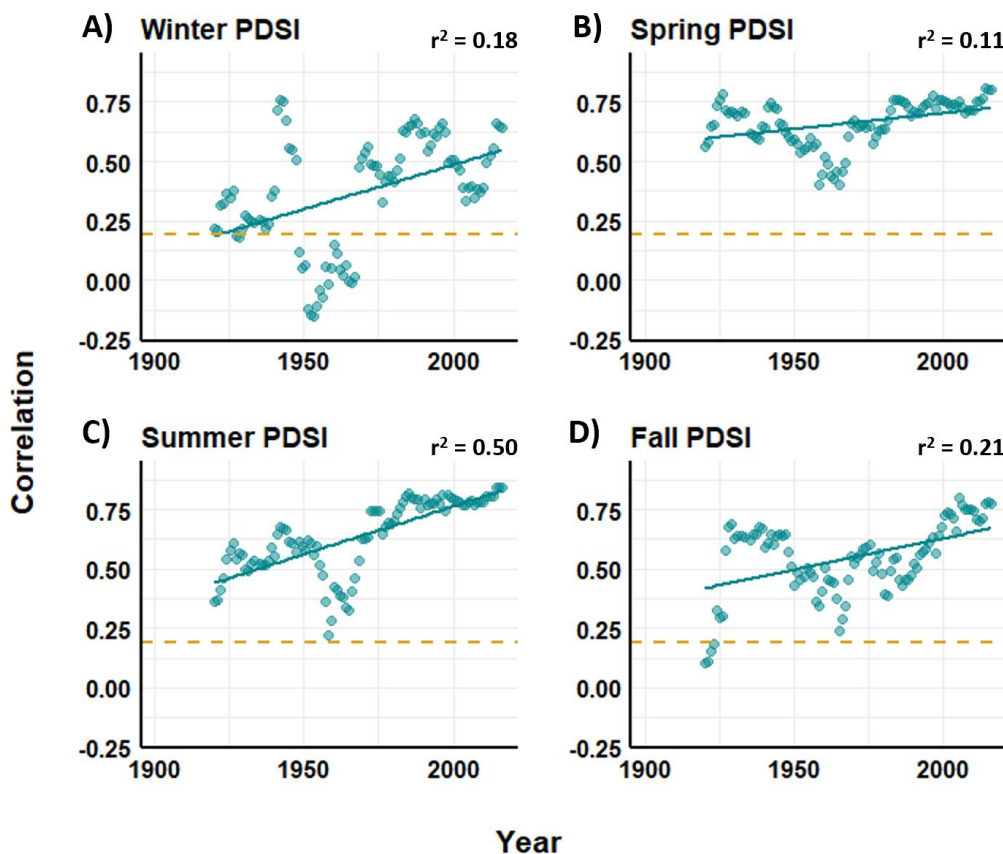 A) Winter PDSI
r² = 0.18
0.75
0.50
0.25
0.00
-0.25
1900 1950 2000
B) Spring PDSI
r² = 0.11
0.75
0.50
0.25
0.00
-0.25
1900 1950 2000
Correlation
C) Summer PDSI
r² = 0.50
0.75
0.50
0.25
0.00
-0.25
1900 1950 2000
D) Fall PDSI
r² = 0.21
0.75
0.50
0.25
0.00
-0.25
1900 1950 2000
Year